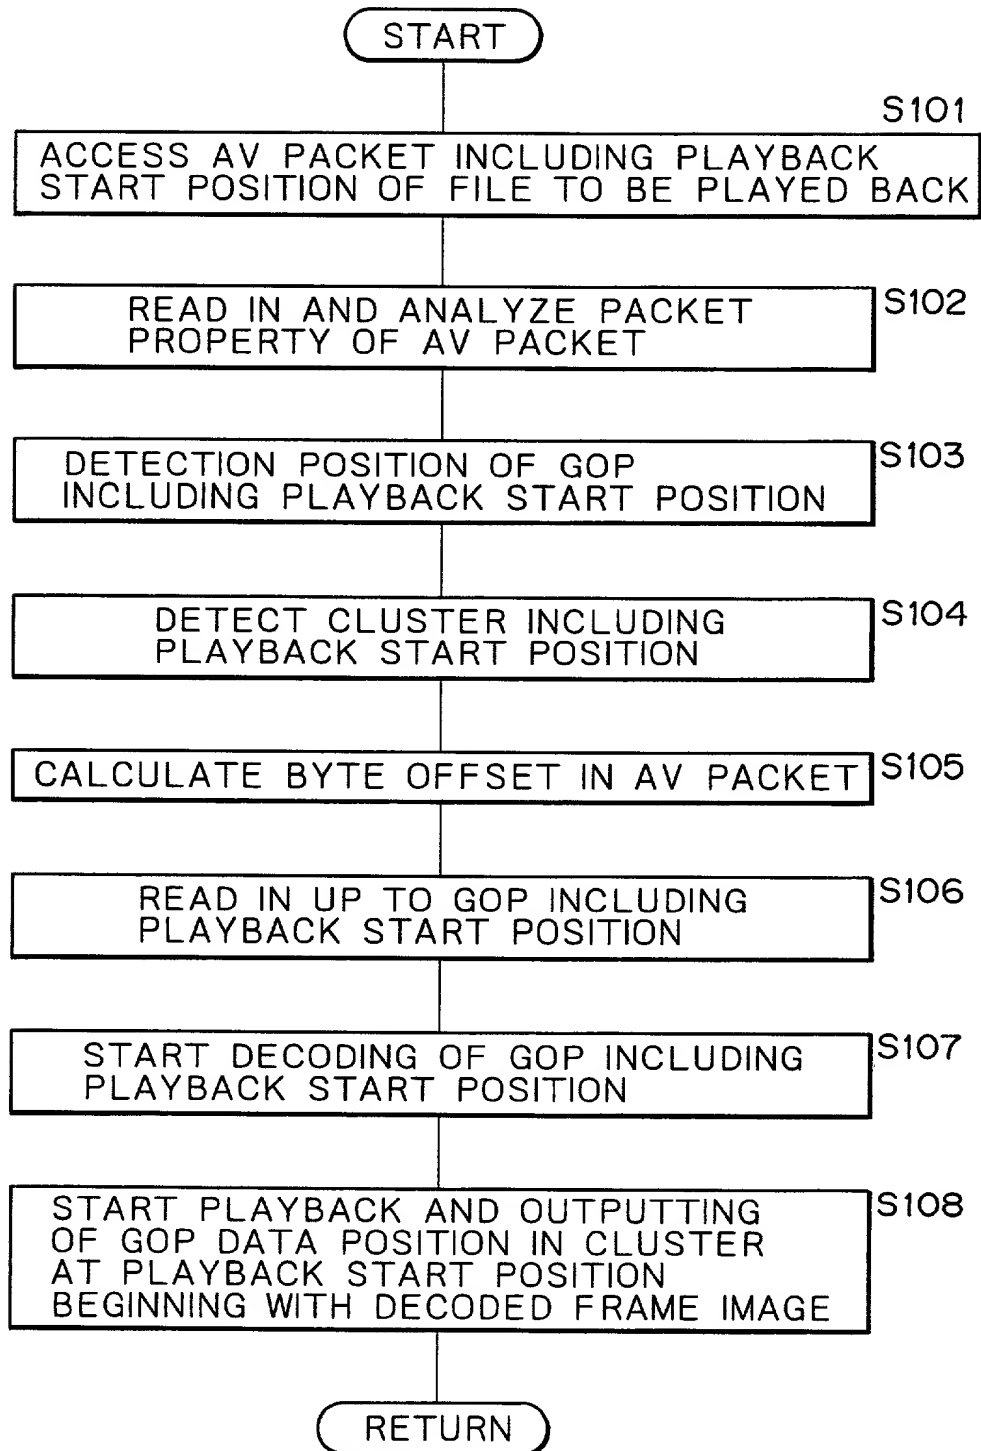 START
S101
ACCESS AV PACKET INCLUDING PLAYBACK
START POSITION OF FILE TO BE PLAYED BACK
S102
READ IN AND ANALYZE PACKET
PROPERTY OF AV PACKET
S103
DETECTION POSITION OF GOP
INCLUDING PLAYBACK START POSITION
S104
DETECT CLUSTER INCLUDING
PLAYBACK START POSITION
CALCULATE BYTE OFFSET IN AV PACKET S105
S106
READ IN UP TO GOP INCLUDING
PLAYBACK START POSITION
S107
START DECODING OF GOP INCLUDING
PLAYBACK START POSITION
S108
START PLAYBACK AND OUTPUTTING
OF GOP DATA POSITION IN CLUSTER
AT PLAYBACK START POSITION
BEGINNING WITH DECODED FRAME IMAGE
RETURN